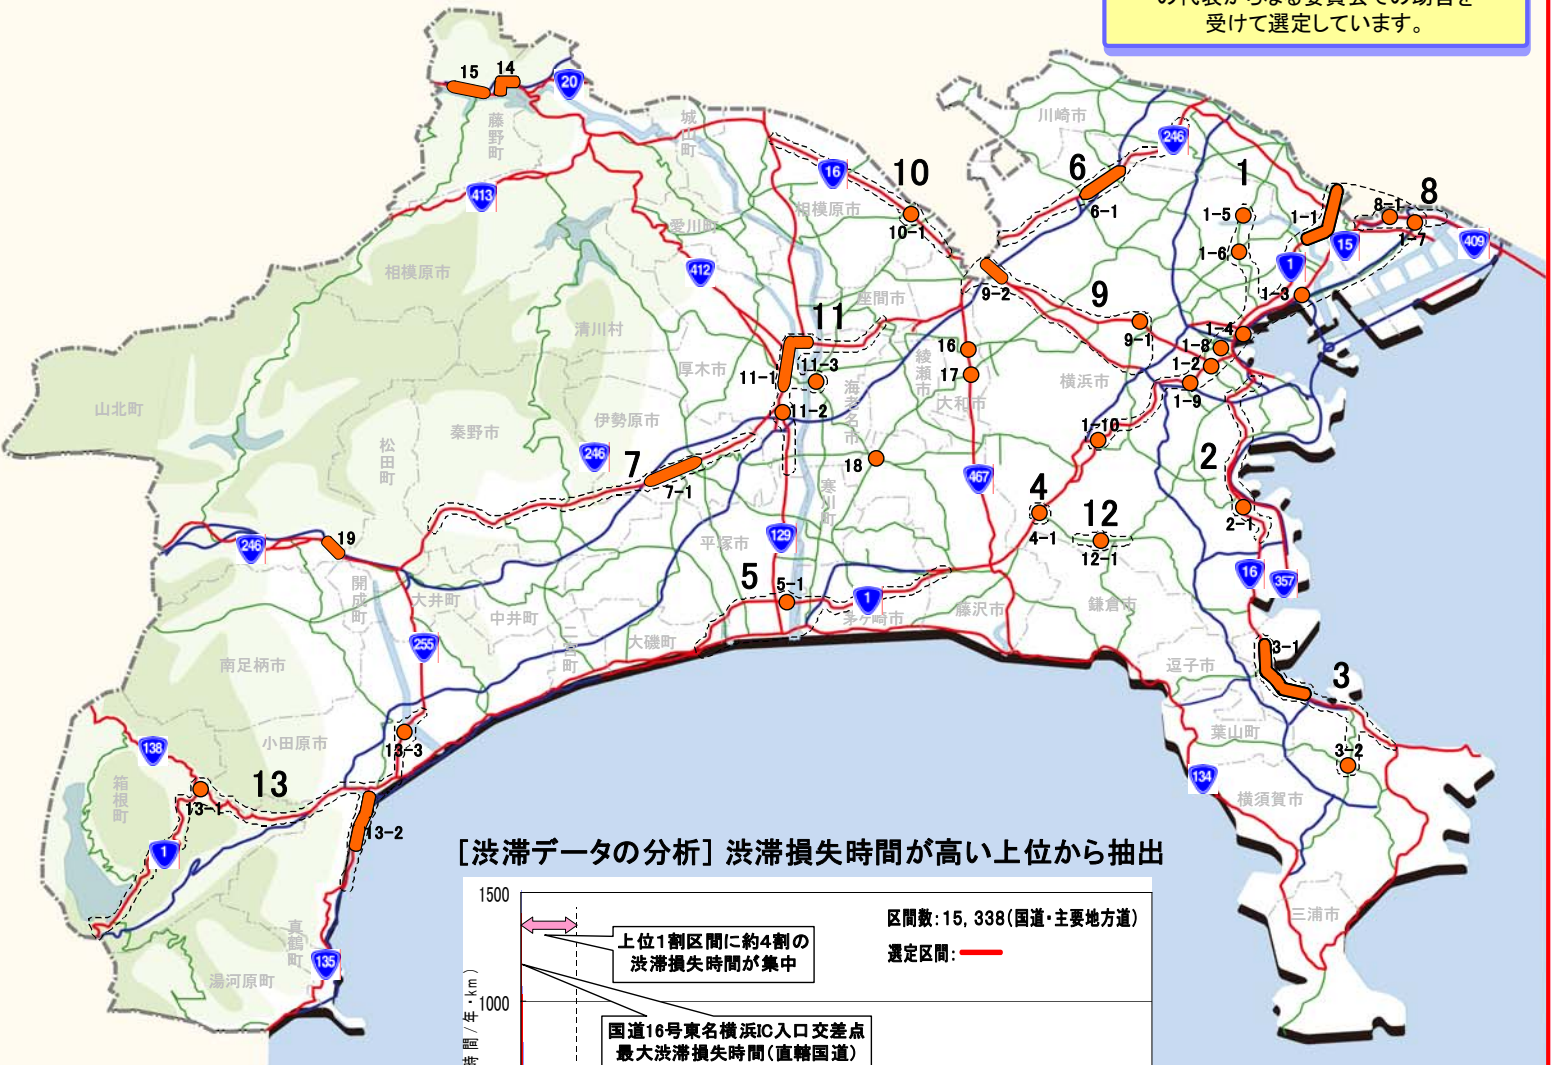 受けて選定しています。
15
14
20
藤野町
城山町
川崎市
246
413
16
10
6
1
8
相模原市
10-1
6-1
1-5
1-1
8-1
1-7
愛川町
1-6
15
409
相模原市
412
1
9-2
9
1-3
座間市
清川村
11
9-1
1-4
1-8
16
綾瀬市
厚木市
11-1
11-3
17
横浜市
1-2
1-9
海老名市
大和市
山北町
伊勢原市
11-2
秦野市
松田町
1-10
246
7
7-1
18
467
2
寒川町
4
4-1
12
12-1
2-1
246
19
129
平塚市
開成町
大井町
中井町
二宮町
大磯町
5
5-1
1
茅ヶ崎市
藤沢市
鎌倉市
16
357
255
南足柄市
逗子市
3-1
3
小田原市
13-3
葉山町
138
3-2
箱根町
13-1
13
134
横須賀市
1
13-2
[渋滞データの分析] 渋滞損失時間が高い上位から抽出
1500
区間数:15,338(国道・主要地方道)
上位1割区間に約4割の
渋滞損失時間が集中
選定区間:
三浦市
真鶴町
135
湯河原町
1000
時間/年・km)
国道16号東名横浜IC入口交差点
最大渋滞損失時間(直轄国道)